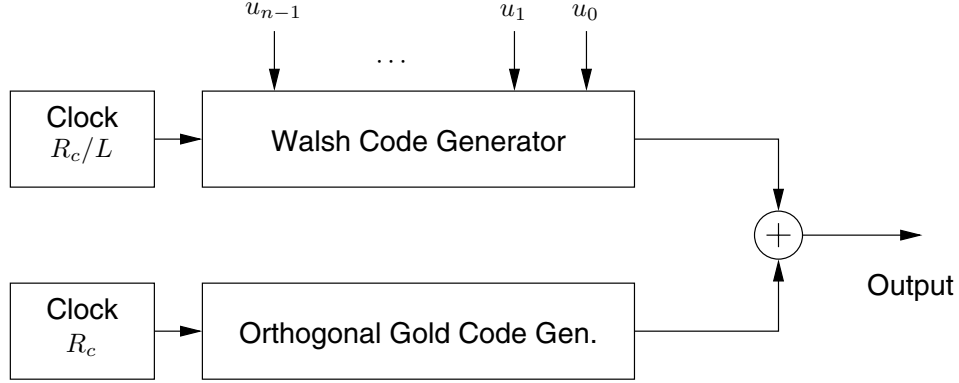 u_{n-1} ... u_1 u_0
Clock
R_c/L
Walsh Code Generator
+
Output
Clock
R_c
Orthogonal Gold Code Gen.